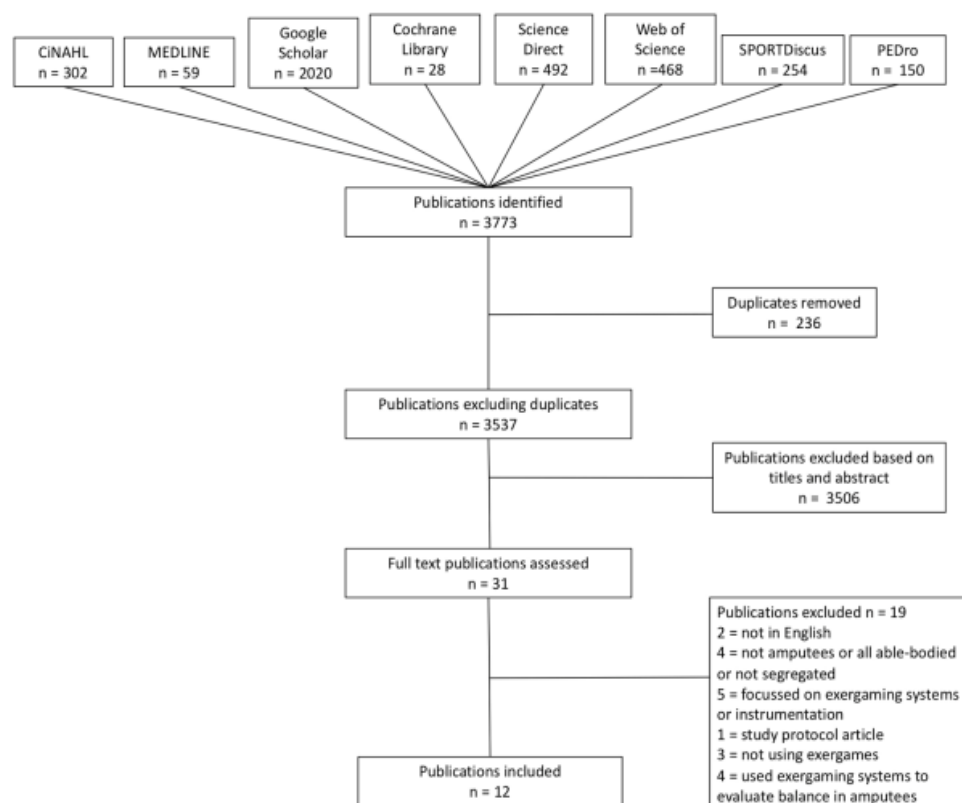 CiNAHL
n = 302
MEDLINE
n = 59
Google
Scholar
n = 2020
Cochrane
Library
n = 28
Science
Direct
n = 492
Web of
Science
n =468
SPORTDiscus
n = 254
PEDro
n = 150
Publications identified
n = 3773
Duplicates removed
n = 236
Publications excluding duplicates
n = 3537
Publications excluded based on
titles and abstract
n = 3506
Full text publications assessed
n = 31
Publications excluded n = 19
2 = not in English
4 = not amputees or all able-bodied
or not segregated
5 = focussed on exergaming systems
or instrumentation
1 = study protocol article
3 = not using exergames
4 = used exergaming systems to
evaluate balance in amputees
Publications included
n = 12